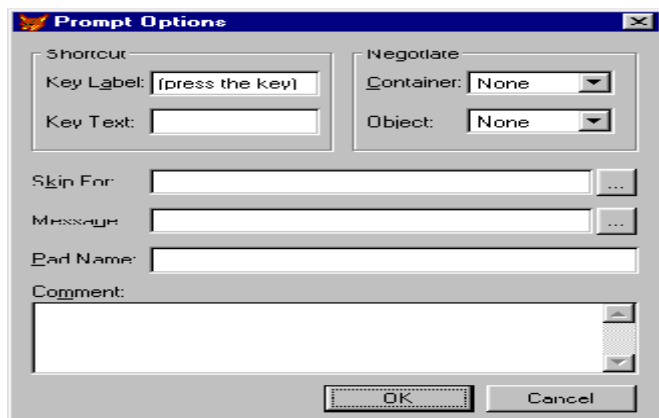 Prompt Options
Shortcut
Negotiate
Key Label: (press the key)
Container: None
Key Text:
Object: None
Skip For:
...
Message
...
Pad Name:
Comment:
OK
Cancel